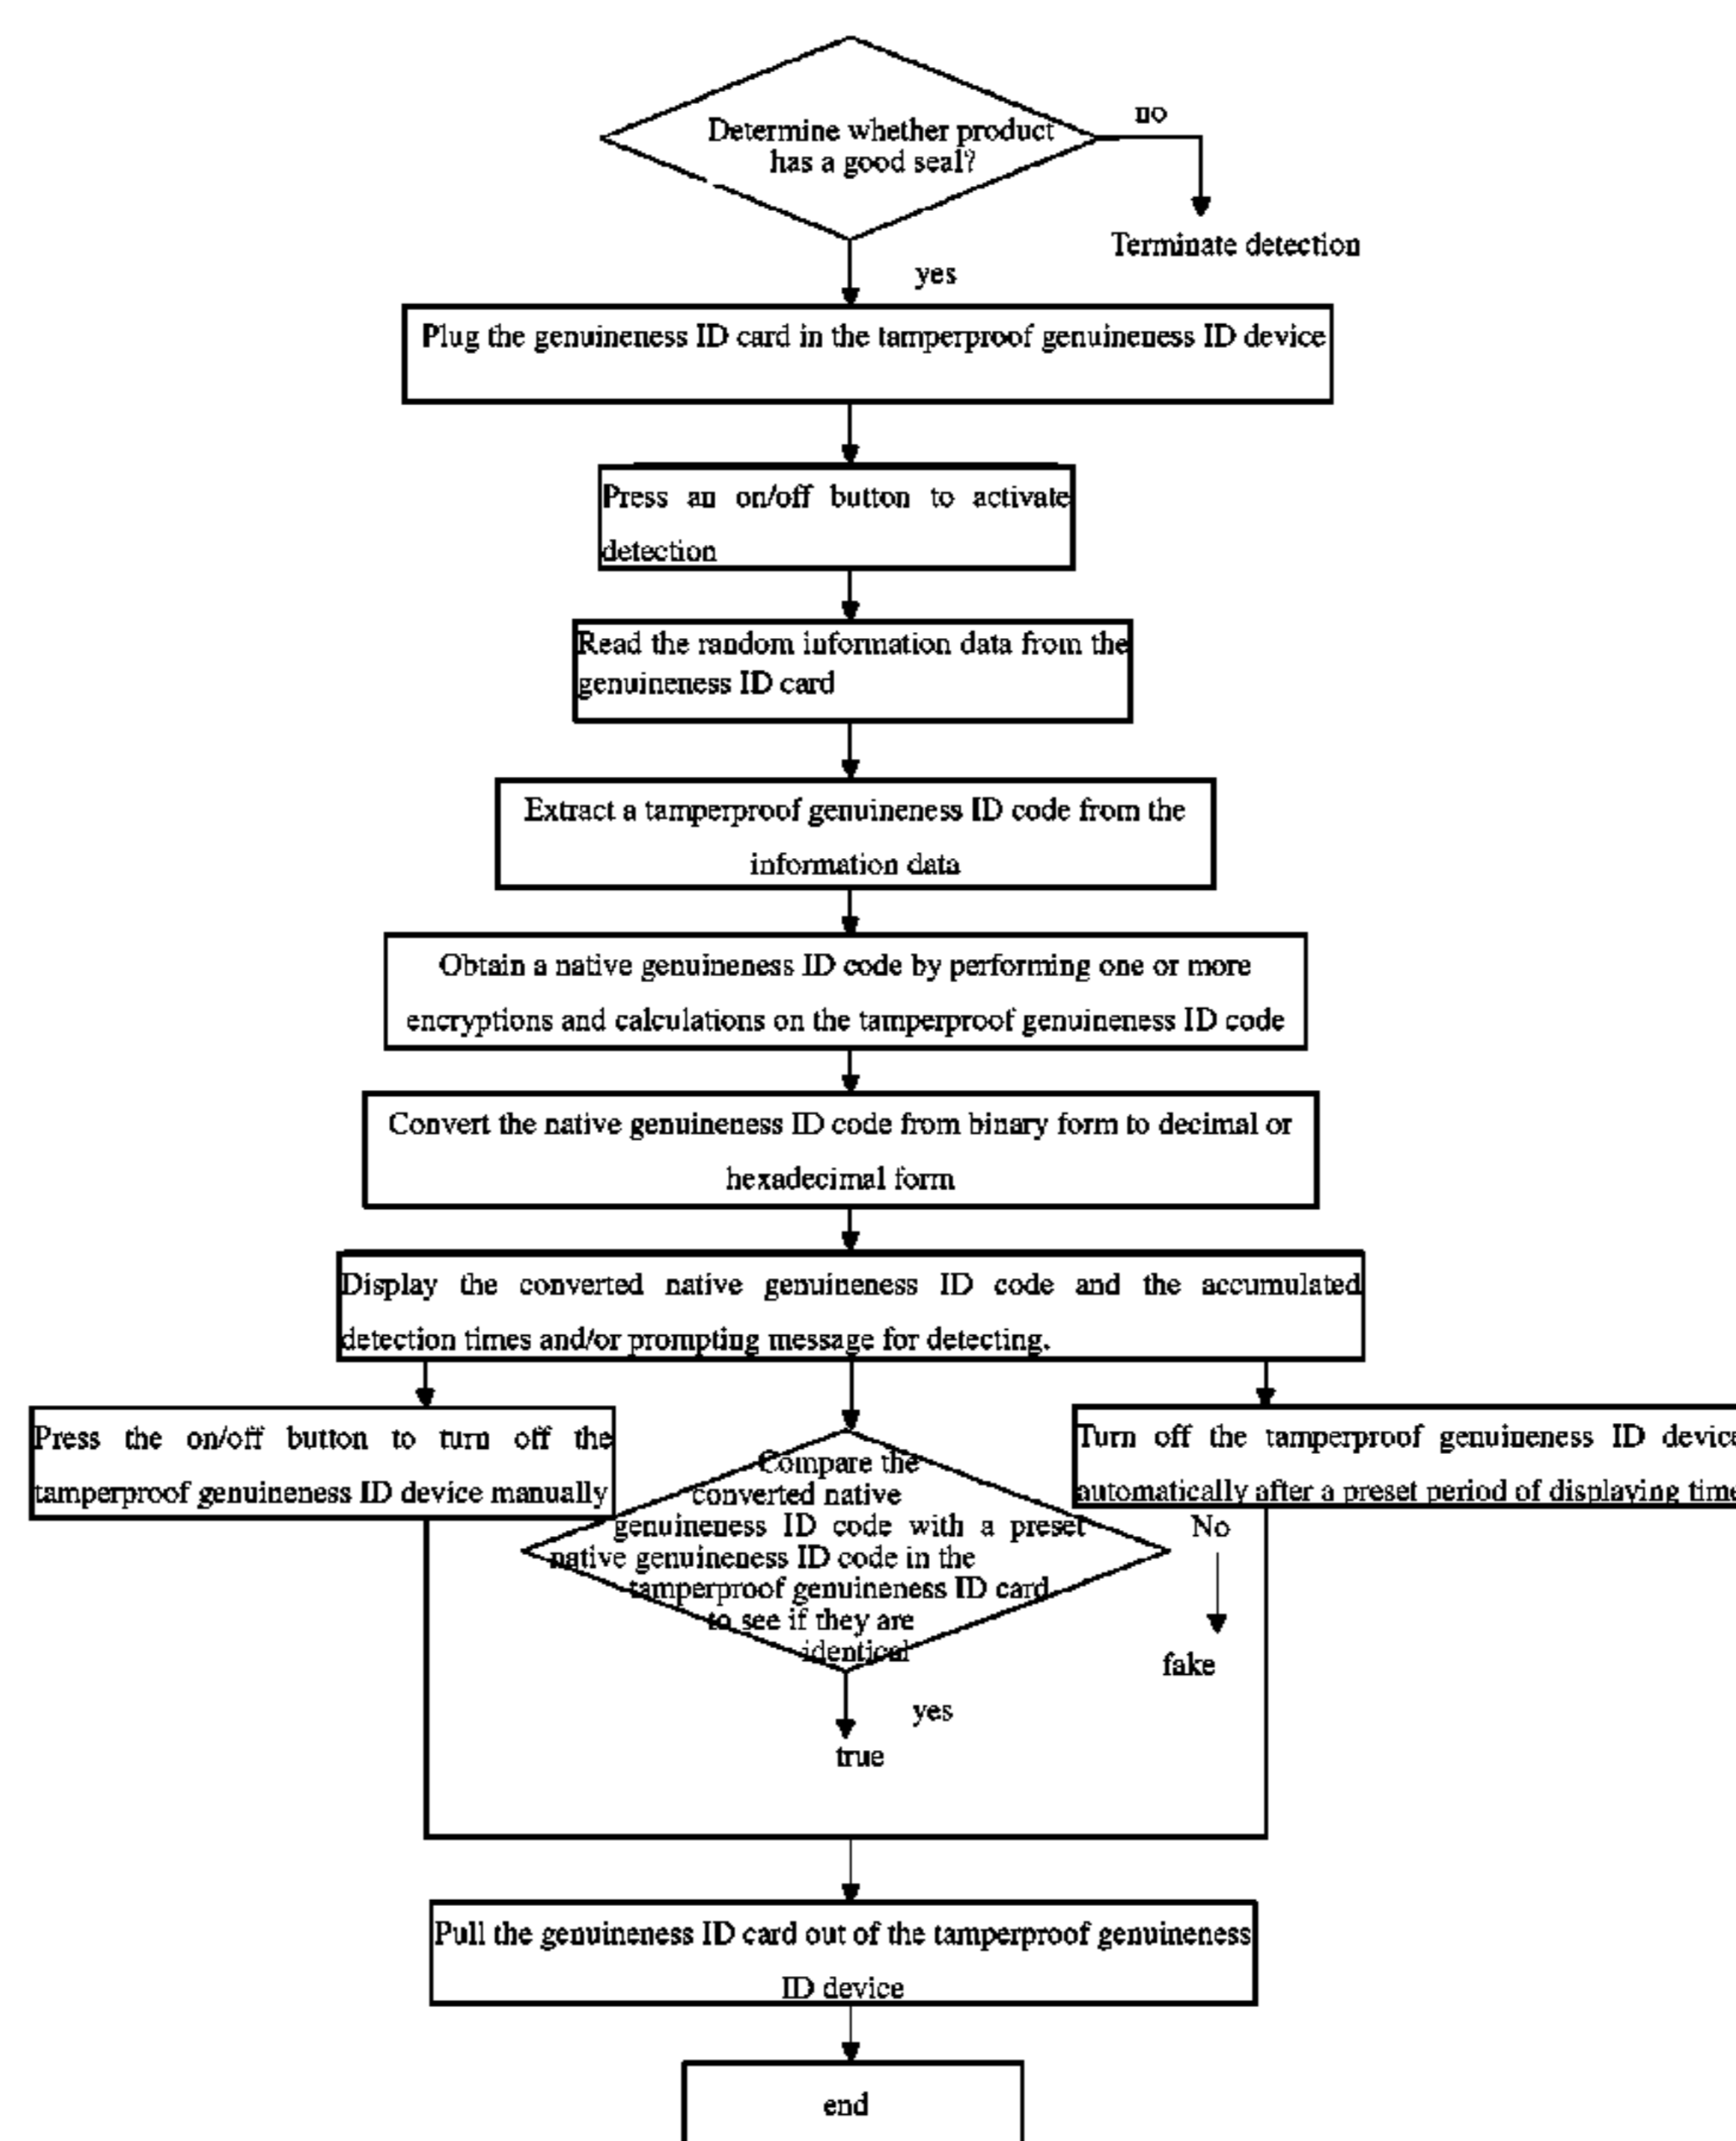 no
Determine whether product
has a good seal?
Terminate detection
yes
Plug the genuineness ID card in the tamperproof genuineness ID device
Press an on/off button to activate
detection
Read the random information data from the
genuineness ID card
Extract a tamperproof genuineness ID code from the
information data
Obtain a native genuineness ID code by performing one or more
encryptions and calculations on the tamperproof genuineness ID code
Convert the native genuineness ID code from binary form to decimal or
hexadecimal form
Display the converted native genuineness ID code and the accumulated
detection times and/or prompting message for detecting.
Press the on/off button to turn off the
tamperproof genuineness ID device manually
Compare the
converted native
genuineness ID code with a preset
native genuineness ID code in the
tamperproof genuineness ID card
to see if they are
identical
Turn off the tamperproof genuineness ID device
automatically after a preset period of displaying time
No
fake
yes
true
Pull the genuineness ID card out of the tamperproof genuineness
ID device
end